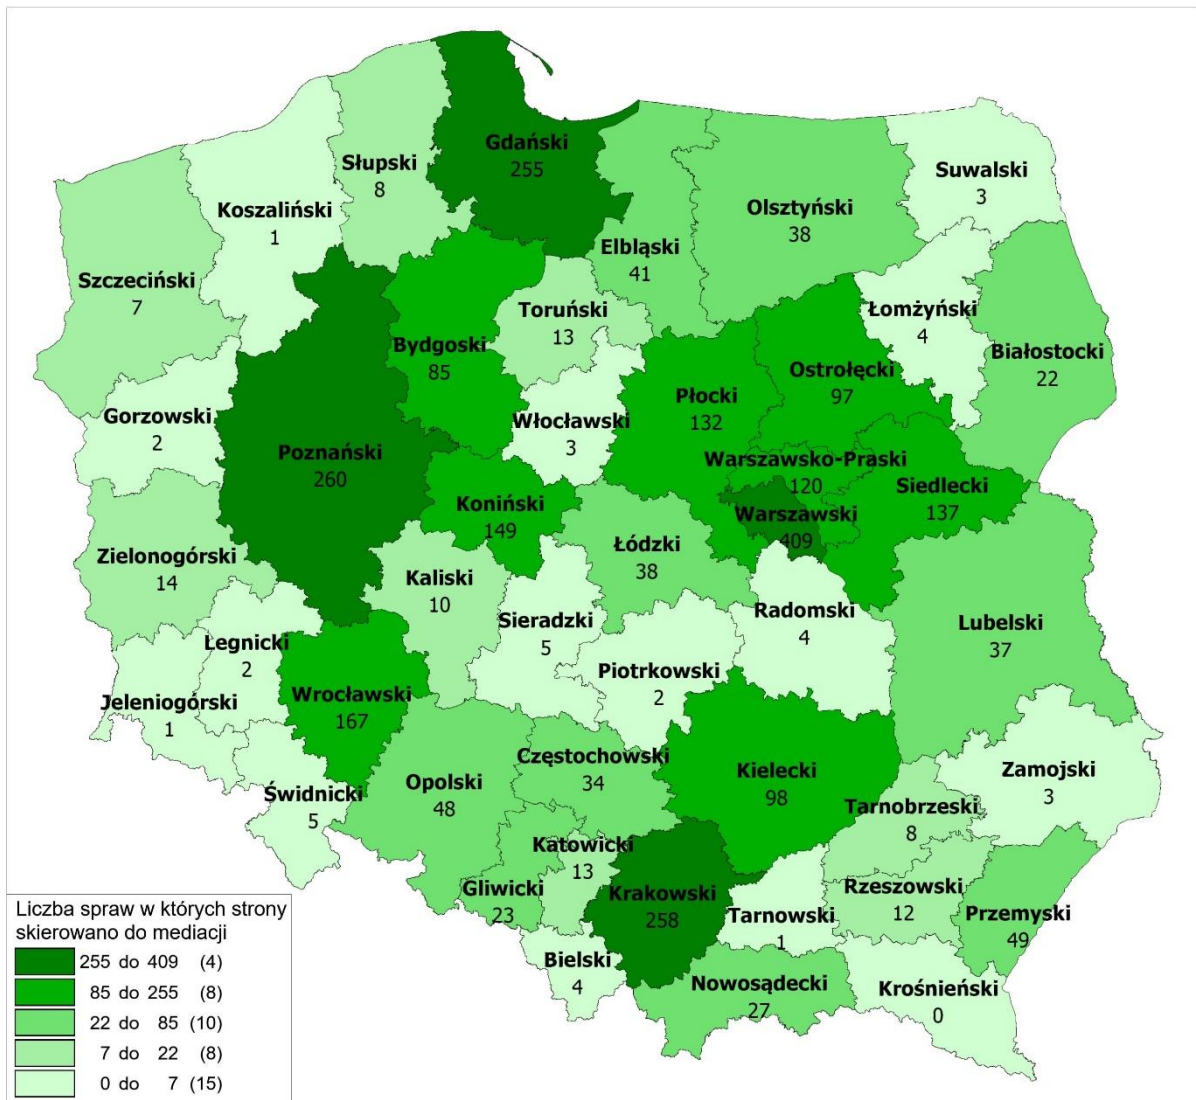 Gdański
255
Słupski
8
Koszaliński
1
Suwalski
3
Olsztyński
38
Elbląski
41
Szczeciński
7
Toruński
13
Łomżyński
4
Bydgoski
85
Białostocki
22
Ostrołęcki
97
Płocki
132
Gorzowski
2
Włocławski
3
Poznański
260
Warszawsko-Praski
120
Siedlecki
137
Koniński
149
Warszawski
409
Łódzki
38
Zielonogórski
14
Kaliski
10
Sieradzki
5
Radomski
4
Lubelski
37
Legnicki
2
Piotrkowski
2
Jeleniogórski
1
Wrocławski
167
Częstochowski
34
Kielecki
98
Zamojski
3
Opolski
48
Świdnicki
5
Tarnobrzeski
8
Katowicki
13
Gliwicki
23
Krakowski
258
Tarnowski
1
Rzeszowski
12
Przemyski
49
Bielski
4
Nowosądecki
27
Krośnieński
0
Liczba spraw w których strony
skierowano do mediacji
255 do 409 (4)
85 do 255 (8)
22 do 85 (10)
7 do 22 (8)
0 do 7 (15)